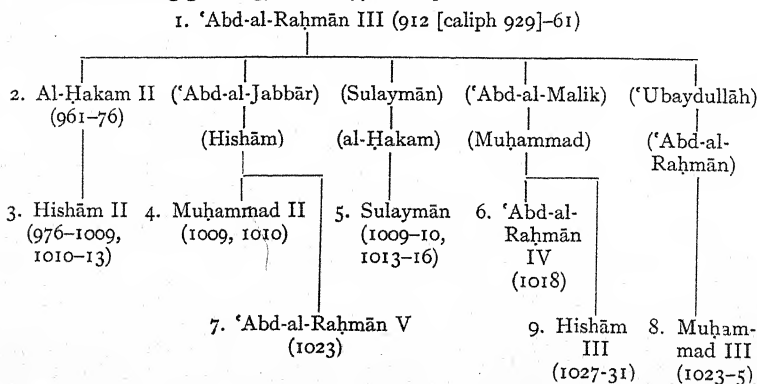 1. ʿAbd-al-Raḥmān III (912 [caliph 929]–61)
2. Al-Ḥakam II (ʿAbd-al-Jabbār) (Sulaymān) (ʿAbd-al-Malik) (ʿUbaydullāh)
(961–76)
(Hishām) (al-Ḥakam) (Muḥammad) (ʿAbd-al-
Raḥmān)
3. Hishām II 4. Muḥammad II 5. Sulaymān 6. ʿAbd-al-
(976–1009, (1009, 1010) (1009–10, Raḥmān
1010–13) 1013–16) IV
(1018)
7. ʿAbd-al-Raḥmān V 9. Hishām 8. Muḥam-
(1023) III mad III
(1027-31) (1023–5)